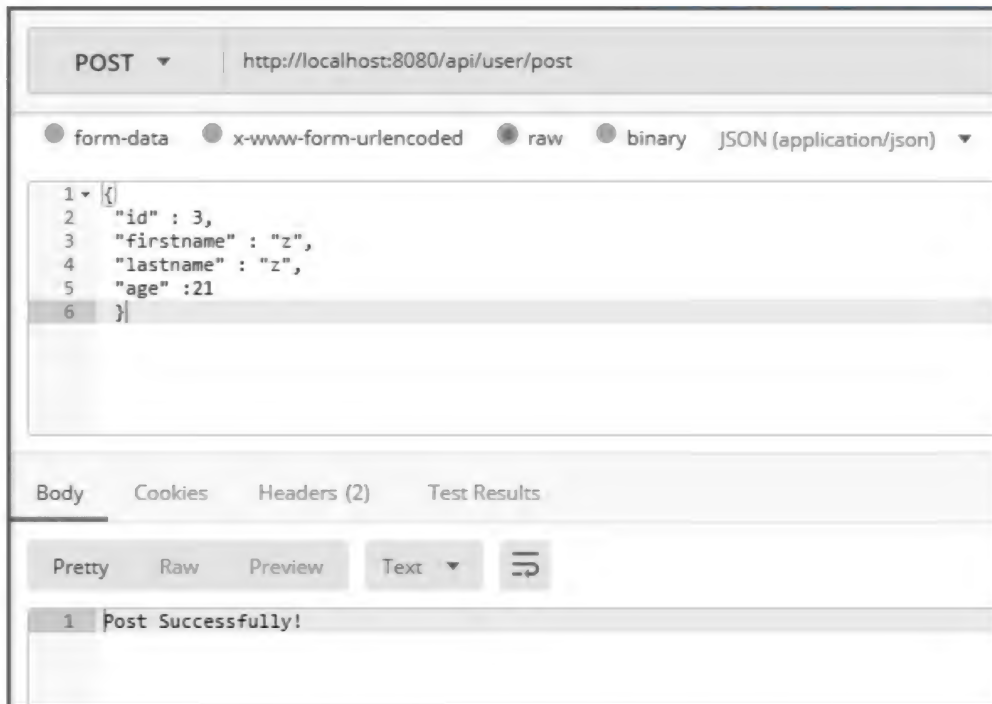 POST http://localhost:8080/api/user/post
form-data x-www-form-urlencoded raw binary JSON (application/json)
1 {
2 "id" : 3,
3 "firstname" : "z",
4 "lastname" : "z",
5 "age" :21
6 }
Body Cookies Headers (2) Test Results
Pretty Raw Preview Text
1 Post Successfully!